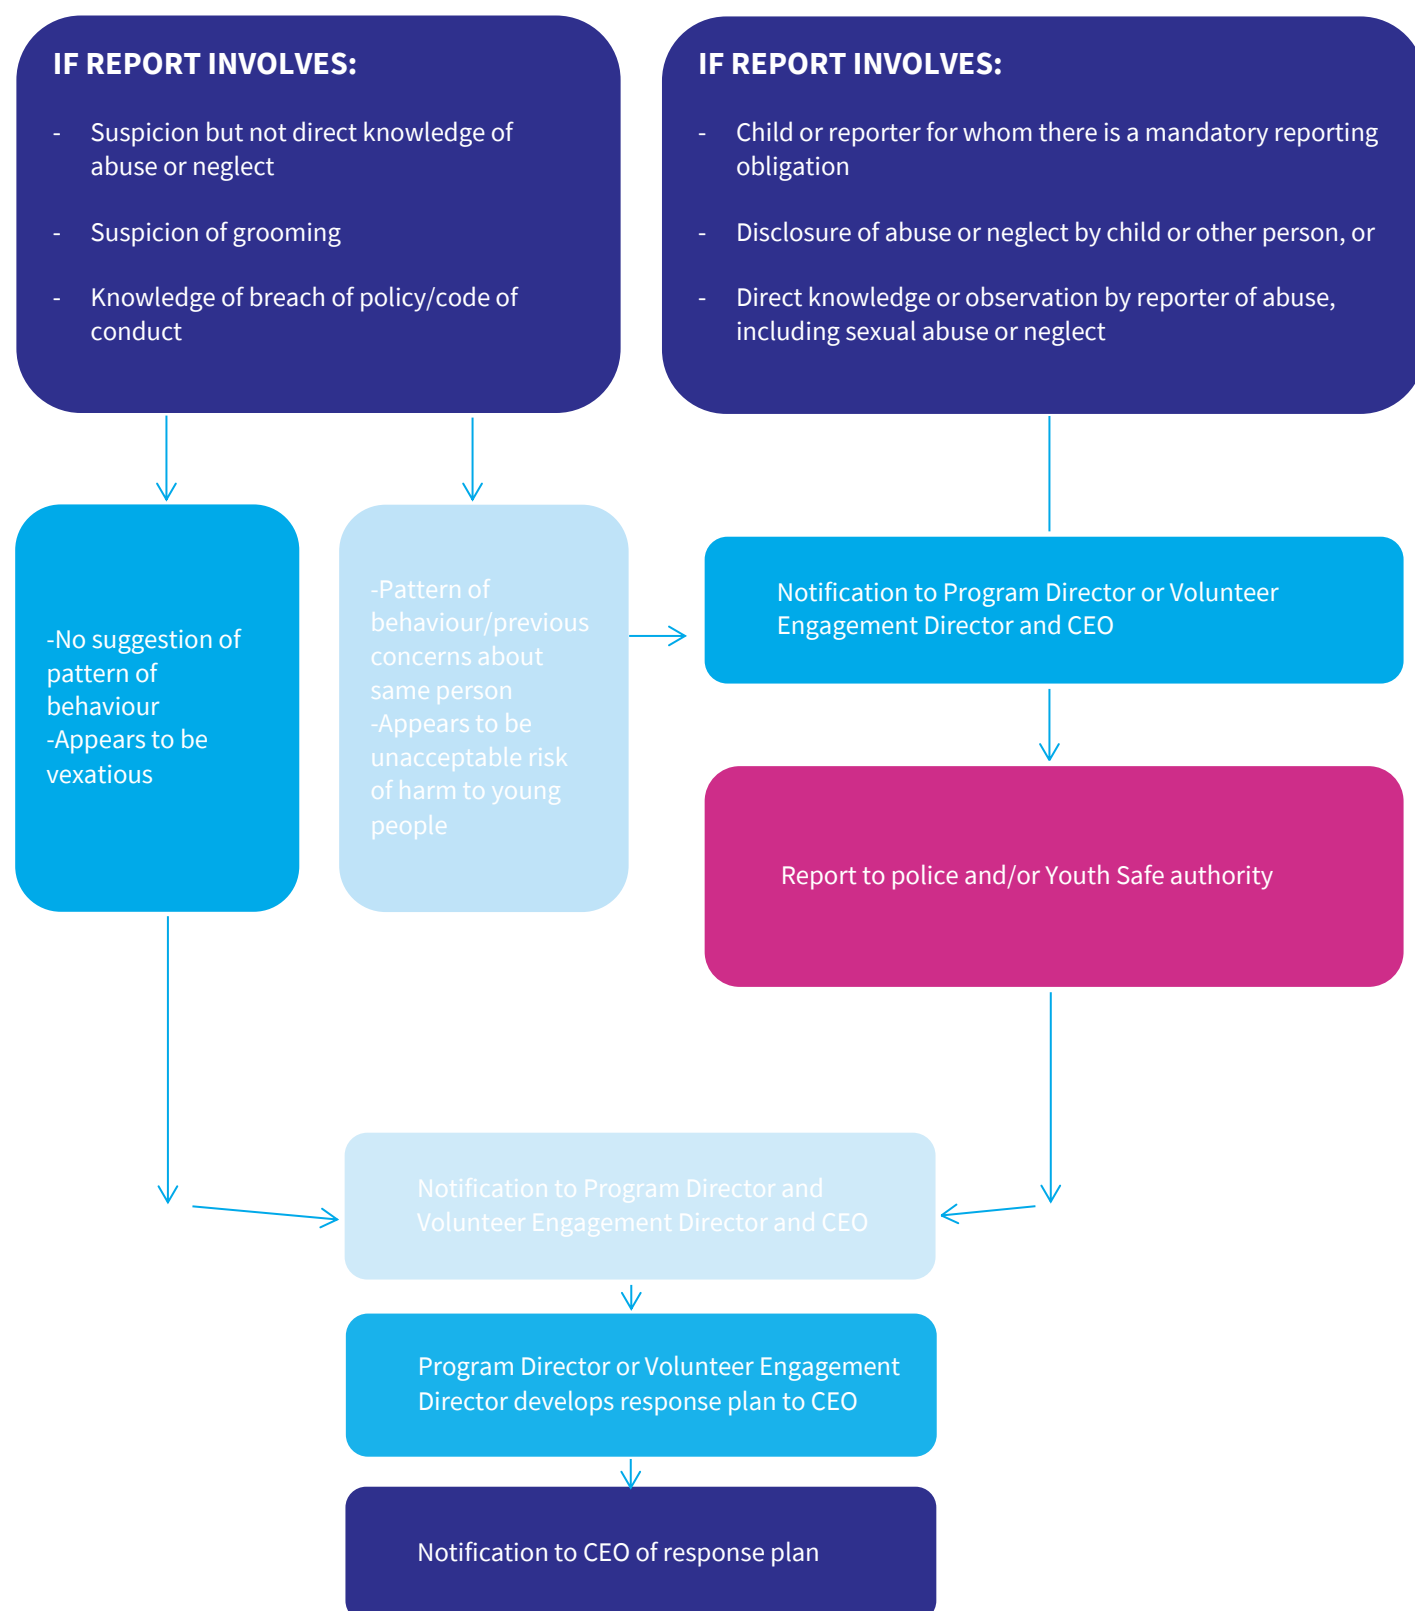 IF REPORT INVOLVES:
- Suspicion but not direct knowledge of
abuse or neglect
- Suspicion of grooming
- Knowledge of breach of policy/code of
conduct
IF REPORT INVOLVES:
- Child or reporter for whom there is a mandatory reporting
obligation
- Disclosure of abuse or neglect by child or other person, or
- Direct knowledge or observation by reporter of abuse,
including sexual abuse or neglect
-No suggestion of
pattern of
behaviour
-Appears to be
vexatious
-Pattern of
behaviour/previous
concerns about
same person
-Appears to be
unacceptable risk
of harm to young
people
Notification to Program Director or Volunteer
Engagement Director and CEO
Report to police and/or Youth Safe authority
Notification to Program Director and
Volunteer Engagement Director and CEO
Program Director or Volunteer Engagement
Director develops response plan to CEO
Notification to CEO of response plan